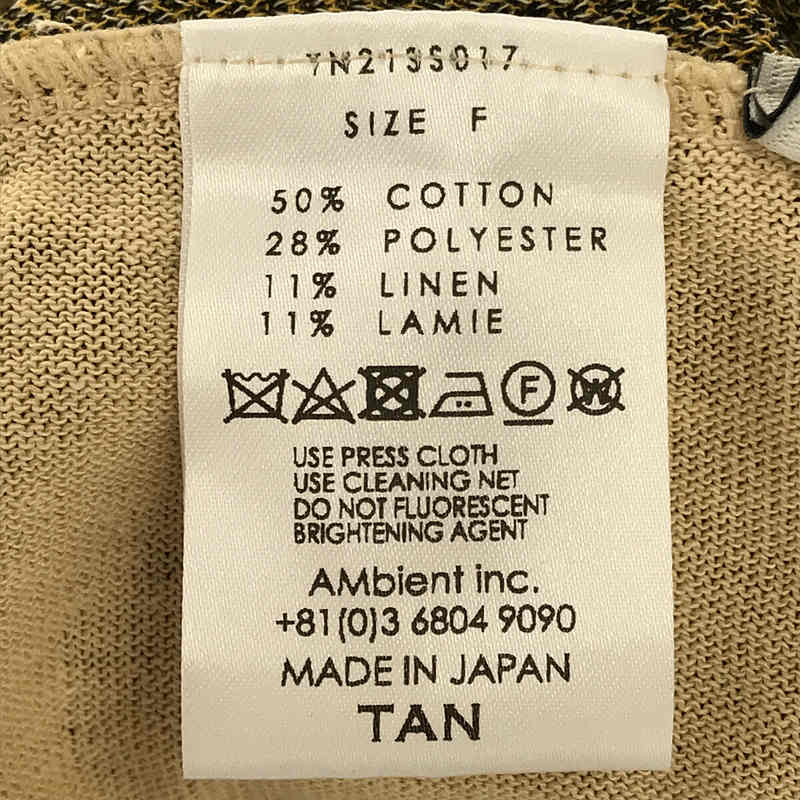 YN213S017
SIZE F
50% COTTON
28% POLYESTER
11% LINEN
11% LAMIE
F W
USE PRESS CLOTH
USE CLEANING NET
DO NOT FLUORESCENT
BRIGHTENING AGENT
AMbient inc.
+81(0)3 6804 9090
MADE IN JAPAN
TAN